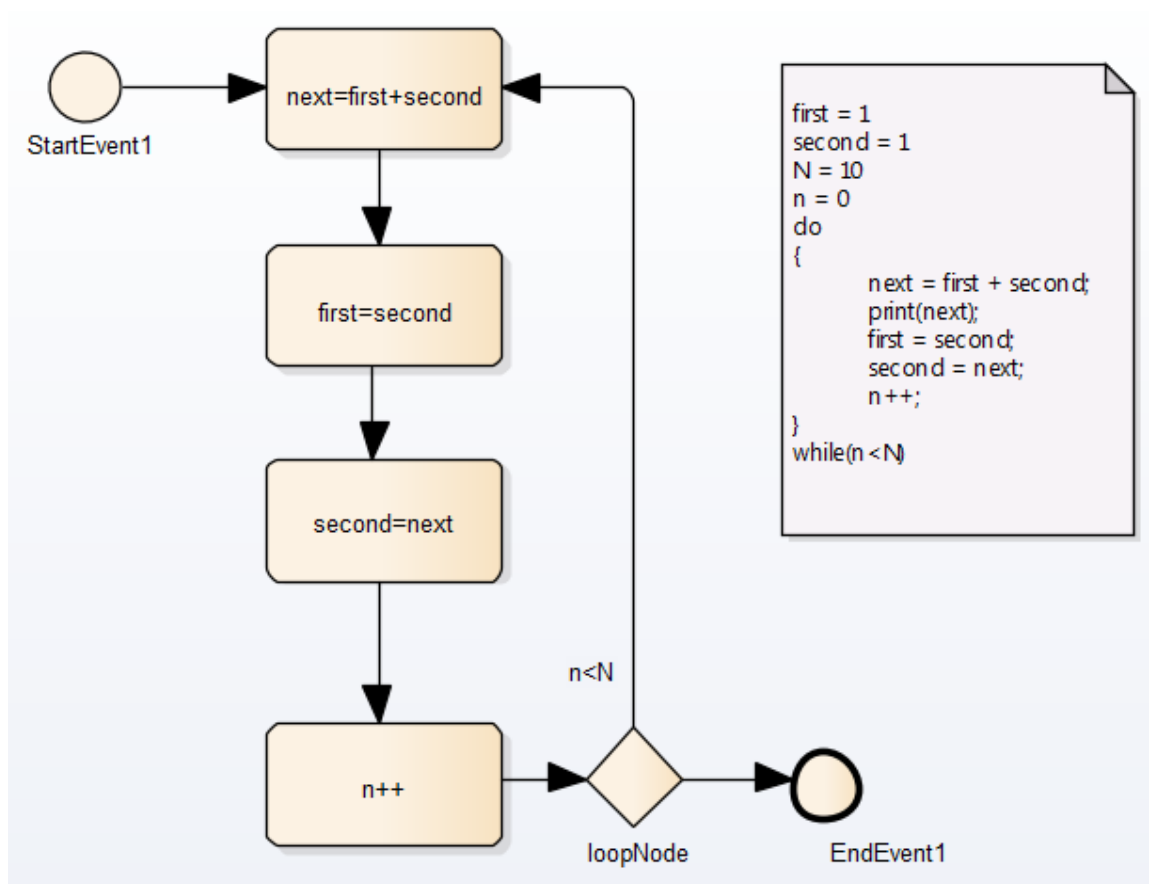 next=first+second
StartEvent1
first=second
second=next
n<N
n++
loopNode
EndEvent1
first = 1
second = 1
N = 10
n = 0
do
{
next = first + second;
print(next);
first = second;
second = next;
n++;
}
while(n<N)